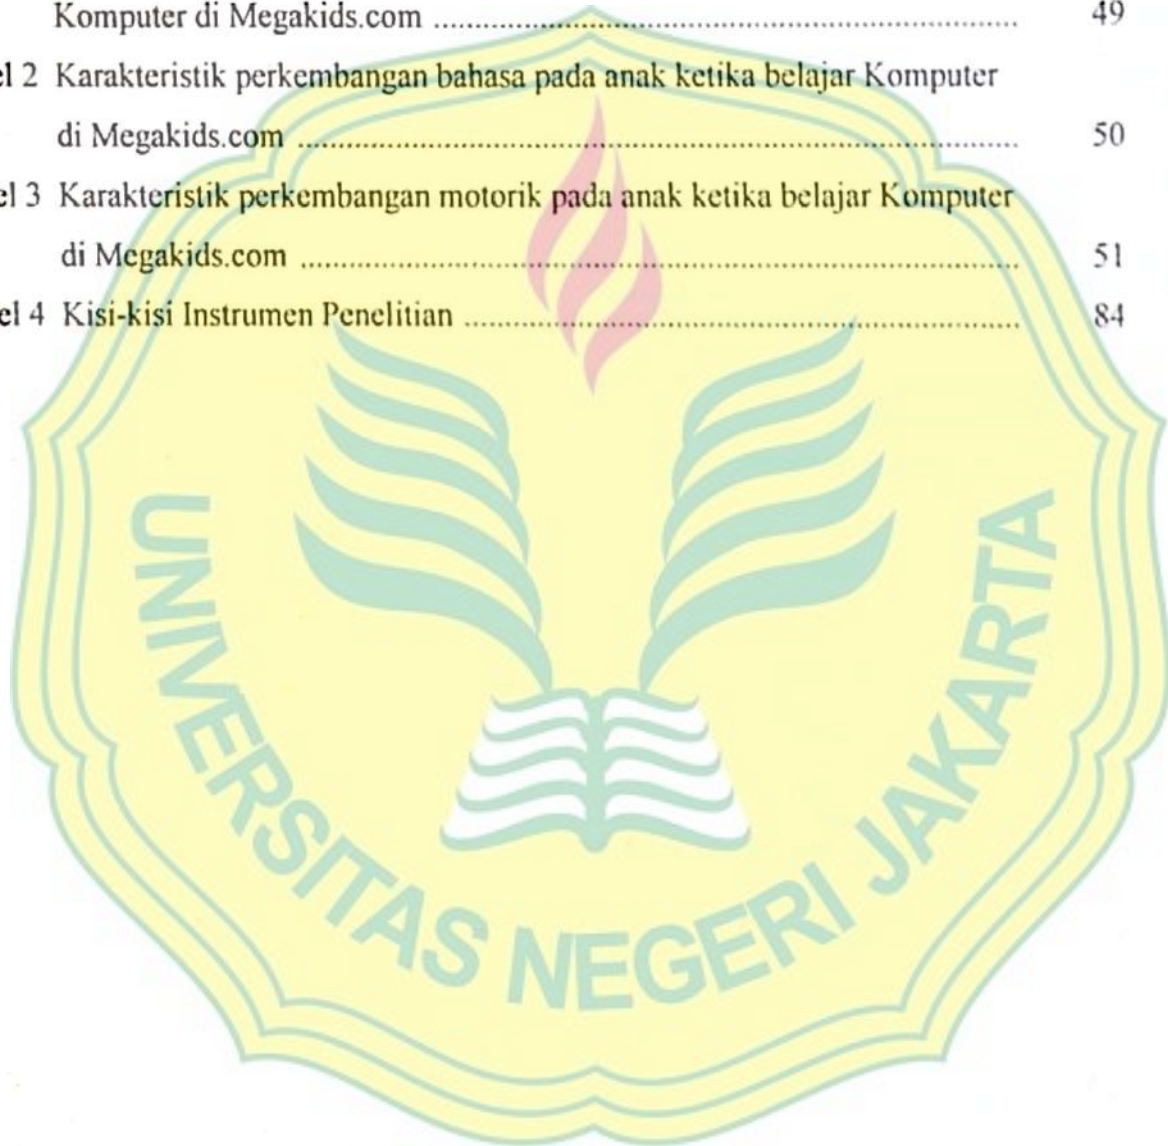 Komputer di Megakids.com ........................................................................ 49
el 2 Karakteristik perkembangan bahasa pada anak ketika belajar Komputer
di Megakids.com ........................................................................................ 50
el 3 Karakteristik perkembangan motorik pada anak ketika belajar Komputer
di Megakids.com ........................................................................................ 51
el 4 Kisi-kisi Instrumen Penelitian .................................................................... 84
UNIVERSITAS NEGERI JAKARTA